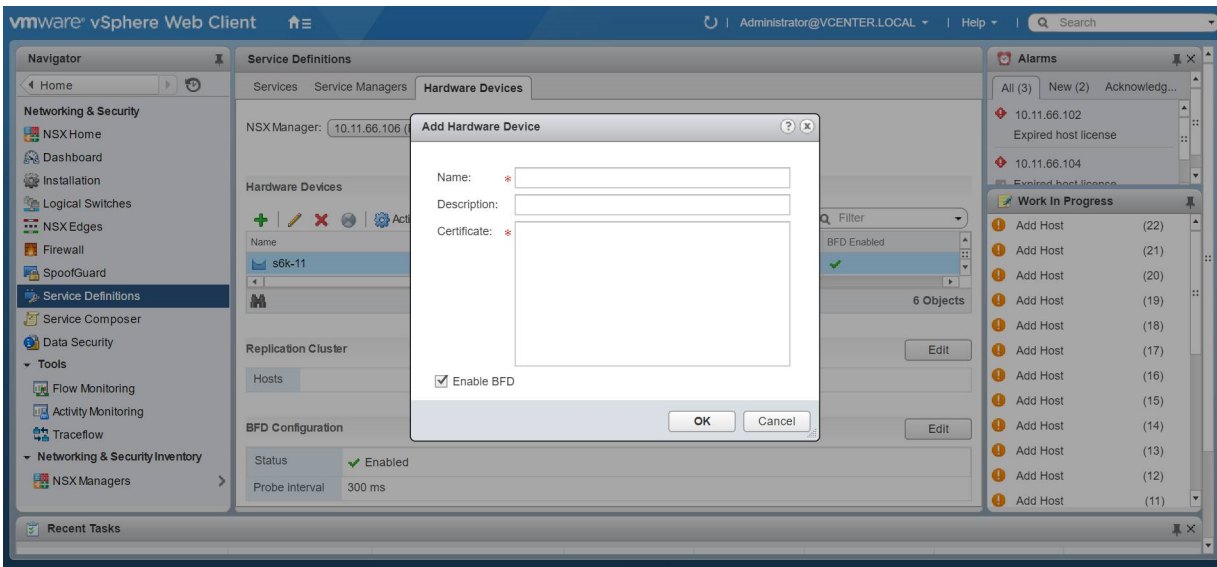 vmware® vSphere Web Client
Administrator@VCENTER.LOCAL
Help
Search
Navigator
Home
Networking & Security
NSX Home
Dashboard
Installation
Logical Switches
NSX Edges
Firewall
SpoofGuard
Service Definitions
Service Composer
Data Security
Tools
Flow Monitoring
Activity Monitoring
Traceflow
Networking & Security Inventory
NSX Managers
Service Definitions
Services Service Managers Hardware Devices
NSX Manager: 10.11.66.106
Hardware Devices
Filter
Name
BFD Enabled
s6k-11
6 Objects
Replication Cluster
Edit
Hosts
BFD Configuration
Edit
Status Enabled
Probe interval 300 ms
Add Hardware Device
Name: *
Description:
Certificate: *
Enable BFD
OK Cancel
Alarms
All (3) New (2) Acknowledg...
10.11.66.102
Expired host license
10.11.66.104
Expired host license
Work In Progress
Add Host (22)
Add Host (21)
Add Host (20)
Add Host (19)
Add Host (18)
Add Host (17)
Add Host (16)
Add Host (15)
Add Host (14)
Add Host (13)
Add Host (12)
Add Host (11)
Recent Tasks